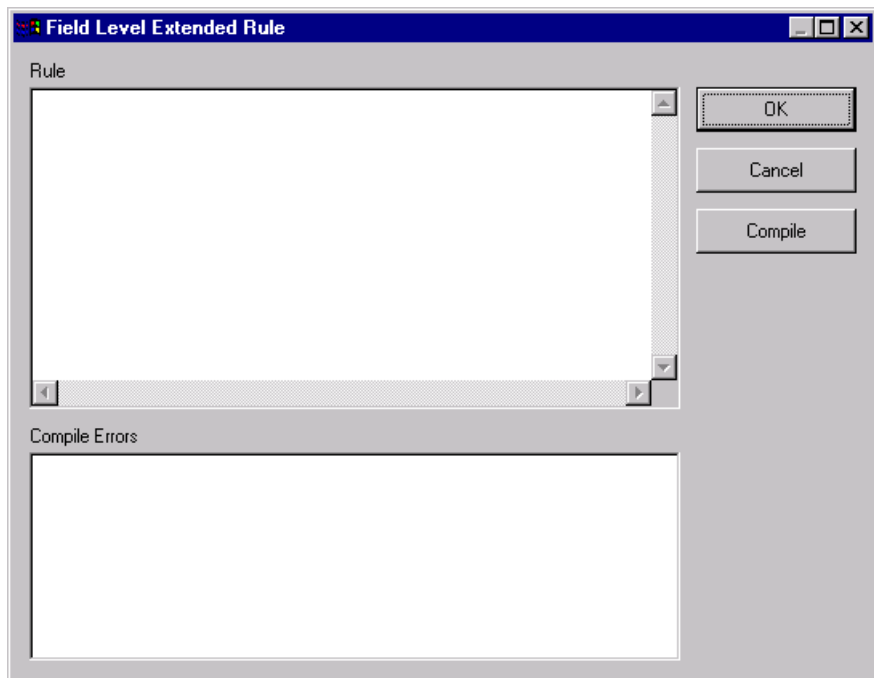 Field Level Extended Rule
Rule
OK
Cancel
Compile
Compile Errors